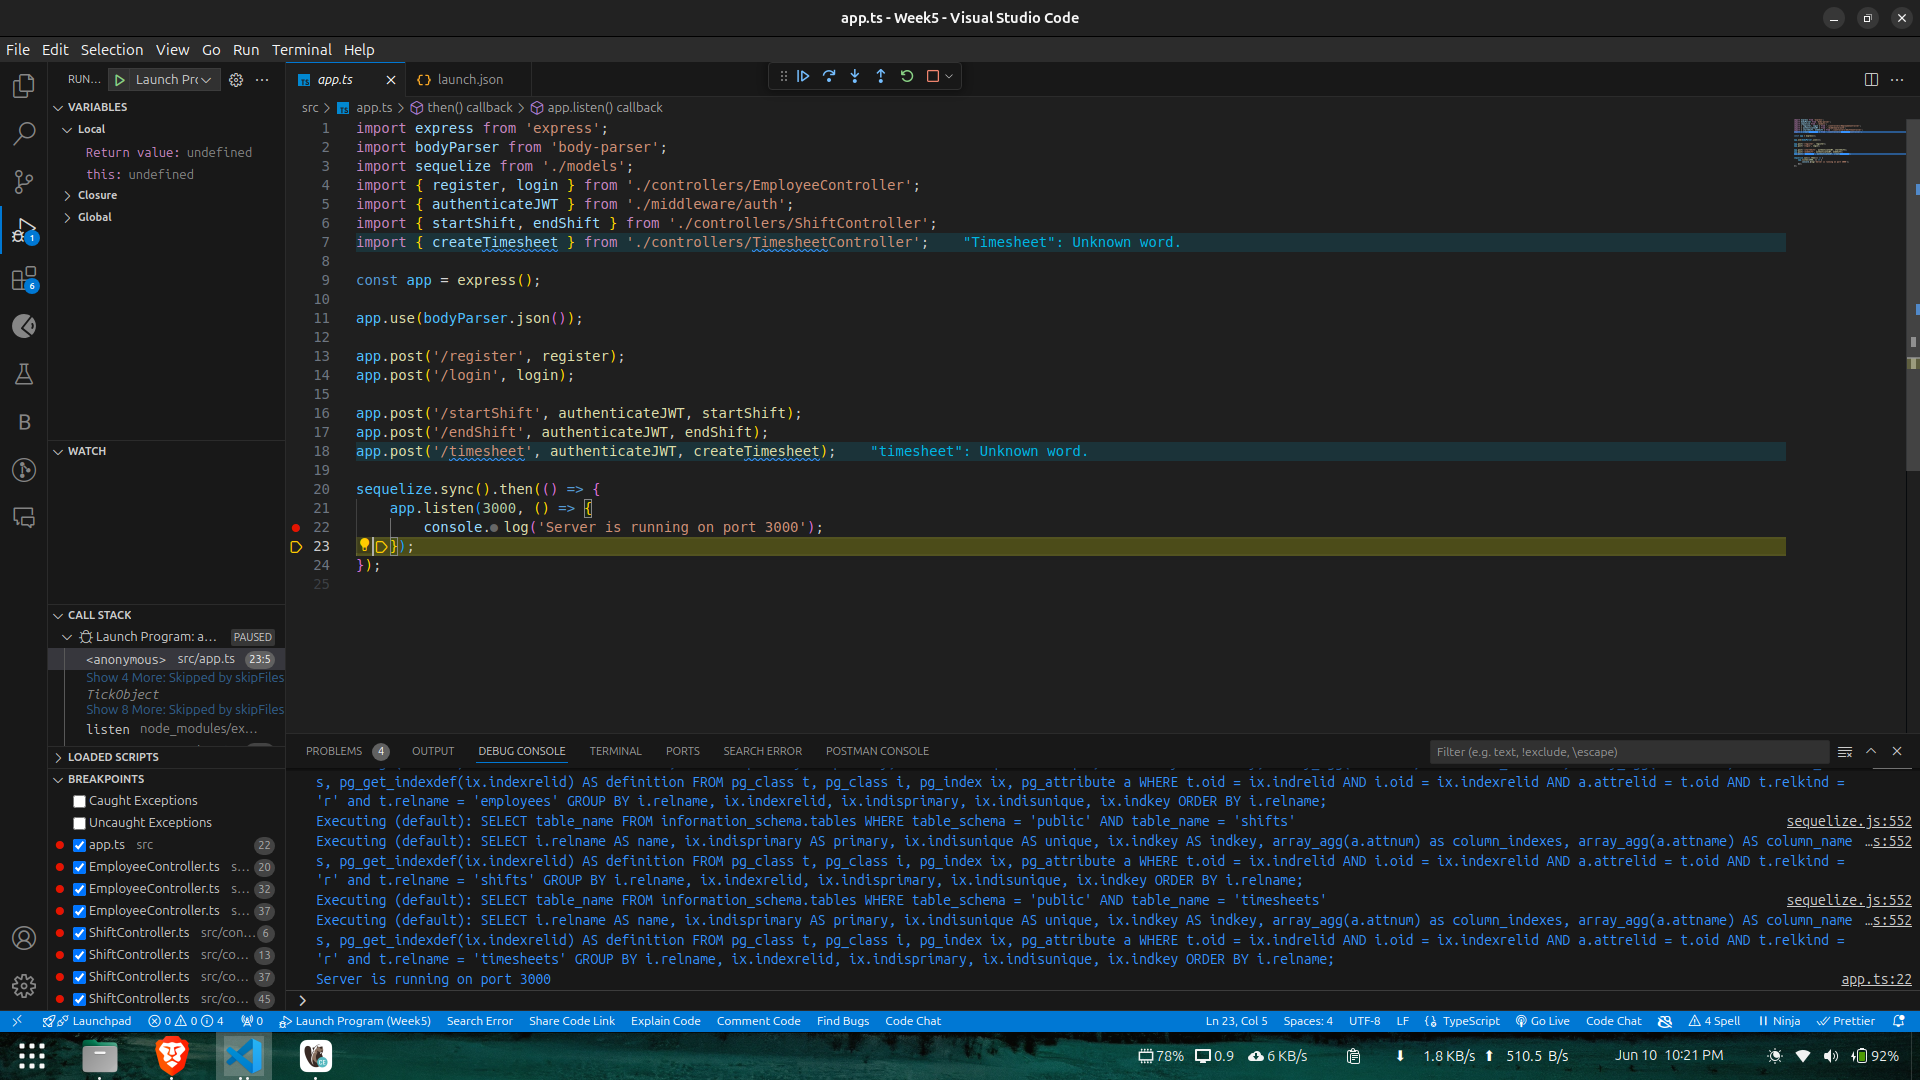 app.ts - Week5 - Visual Studio Code
File Edit Selection View Go Run Terminal Help
RUN... Launch Pr
app.ts
launch.json
src > app.ts > then() callback > app.listen() callback
VARIABLES
Local
Return value: undefined
this: undefined
Closure
Global
1 import express from 'express';
2 import bodyParser from 'body-parser';
3 import sequelize from './models';
4 import { register, login } from './controllers/EmployeeController';
5 import { authenticateJWT } from './middleware/auth';
6 import { startShift, endShift } from './controllers/ShiftController';
7 import { createTimesheet } from './controllers/TimesheetController'; "Timesheet": Unknown word.
8
9 const app = express();
10
11 app.use(bodyParser.json());
12
13 app.post('/register', register);
14 app.post('/login', login);
15
16 app.post('/startShift', authenticateJWT, startShift);
17 app.post('/endShift', authenticateJWT, endShift);
18 app.post('/timesheet', authenticateJWT, createTimesheet); "timesheet": Unknown word.
19
20 sequelize.sync().then(() => {
21 app.listen(3000, () => {
22 console.log('Server is running on port 3000');
23 });
24 });
25
1
6
B
WATCH
CALL STACK
Launch Program: a... PAUSED
<anonymous> src/app.ts 23:5
Show 4 More: Skipped by skipFiles
TickObject
Show 8 More: Skipped by skipFiles
listen node_modules/ex...
LOADED SCRIPTS
BREAKPOINTS
Caught Exceptions
Uncaught Exceptions
app.ts src 22
EmployeeController.ts s... 20
EmployeeController.ts s... 32
EmployeeController.ts s... 37
ShiftController.ts src/con... 6
ShiftController.ts src/co... 13
ShiftController.ts src/co... 37
ShiftController.ts src/co... 45
PROBLEMS 4 OUTPUT DEBUG CONSOLE TERMINAL PORTS SEARCH ERROR POSTMAN CONSOLE
Filter (e.g. text, !exclude, \escape)
s, pg_get_indexdef(ix.indexrelid) AS definition FROM pg_class t, pg_class i, pg_index ix, pg_attribute a WHERE t.oid = ix.indrelid AND i.oid = ix.indexrelid AND a.attrelid = t.oid AND t.relkind =
'r' and t.relname = 'employees' GROUP BY i.relname, ix.indexrelid, ix.indisprimary, ix.indisunique, ix.indkey ORDER BY i.relname;
Executing (default): SELECT table_name FROM information_schema.tables WHERE table_schema = 'public' AND table_name = 'shifts' sequelize.js:552
Executing (default): SELECT i.relname AS name, ix.indisprimary AS primary, ix.indisunique AS unique, ix.indkey AS indkey, array_agg(a.attnum) as column_indexes, array_agg(a.attname) AS column_name …s:552
s, pg_get_indexdef(ix.indexrelid) AS definition FROM pg_class t, pg_class i, pg_index ix, pg_attribute a WHERE t.oid = ix.indrelid AND i.oid = ix.indexrelid AND a.attrelid = t.oid AND t.relkind =
'r' and t.relname = 'shifts' GROUP BY i.relname, ix.indexrelid, ix.indisprimary, ix.indisunique, ix.indkey ORDER BY i.relname;
Executing (default): SELECT table_name FROM information_schema.tables WHERE table_schema = 'public' AND table_name = 'timesheets' sequelize.js:552
Executing (default): SELECT i.relname AS name, ix.indisprimary AS primary, ix.indisunique AS unique, ix.indkey AS indkey, array_agg(a.attnum) as column_indexes, array_agg(a.attname) AS column_name …s:552
s, pg_get_indexdef(ix.indexrelid) AS definition FROM pg_class t, pg_class i, pg_index ix, pg_attribute a WHERE t.oid = ix.indrelid AND i.oid = ix.indexrelid AND a.attrelid = t.oid AND t.relkind =
'r' and t.relname = 'timesheets' GROUP BY i.relname, ix.indexrelid, ix.indisprimary, ix.indisunique, ix.indkey ORDER BY i.relname;
Server is running on port 3000 app.ts:22
Launchpad 0 0 4 0 Launch Program (Week5) Search Error Share Code Link Explain Code Comment Code Find Bugs Code Chat
Ln 23, Col 5 Spaces: 4 UTF-8 LF {} TypeScript Go Live Code Chat 4 Spell Ninja Prettier
78% 0.9 6 KB/s 1.8 KB/s 510.5 B/s Jun 10 10:21 PM 92%